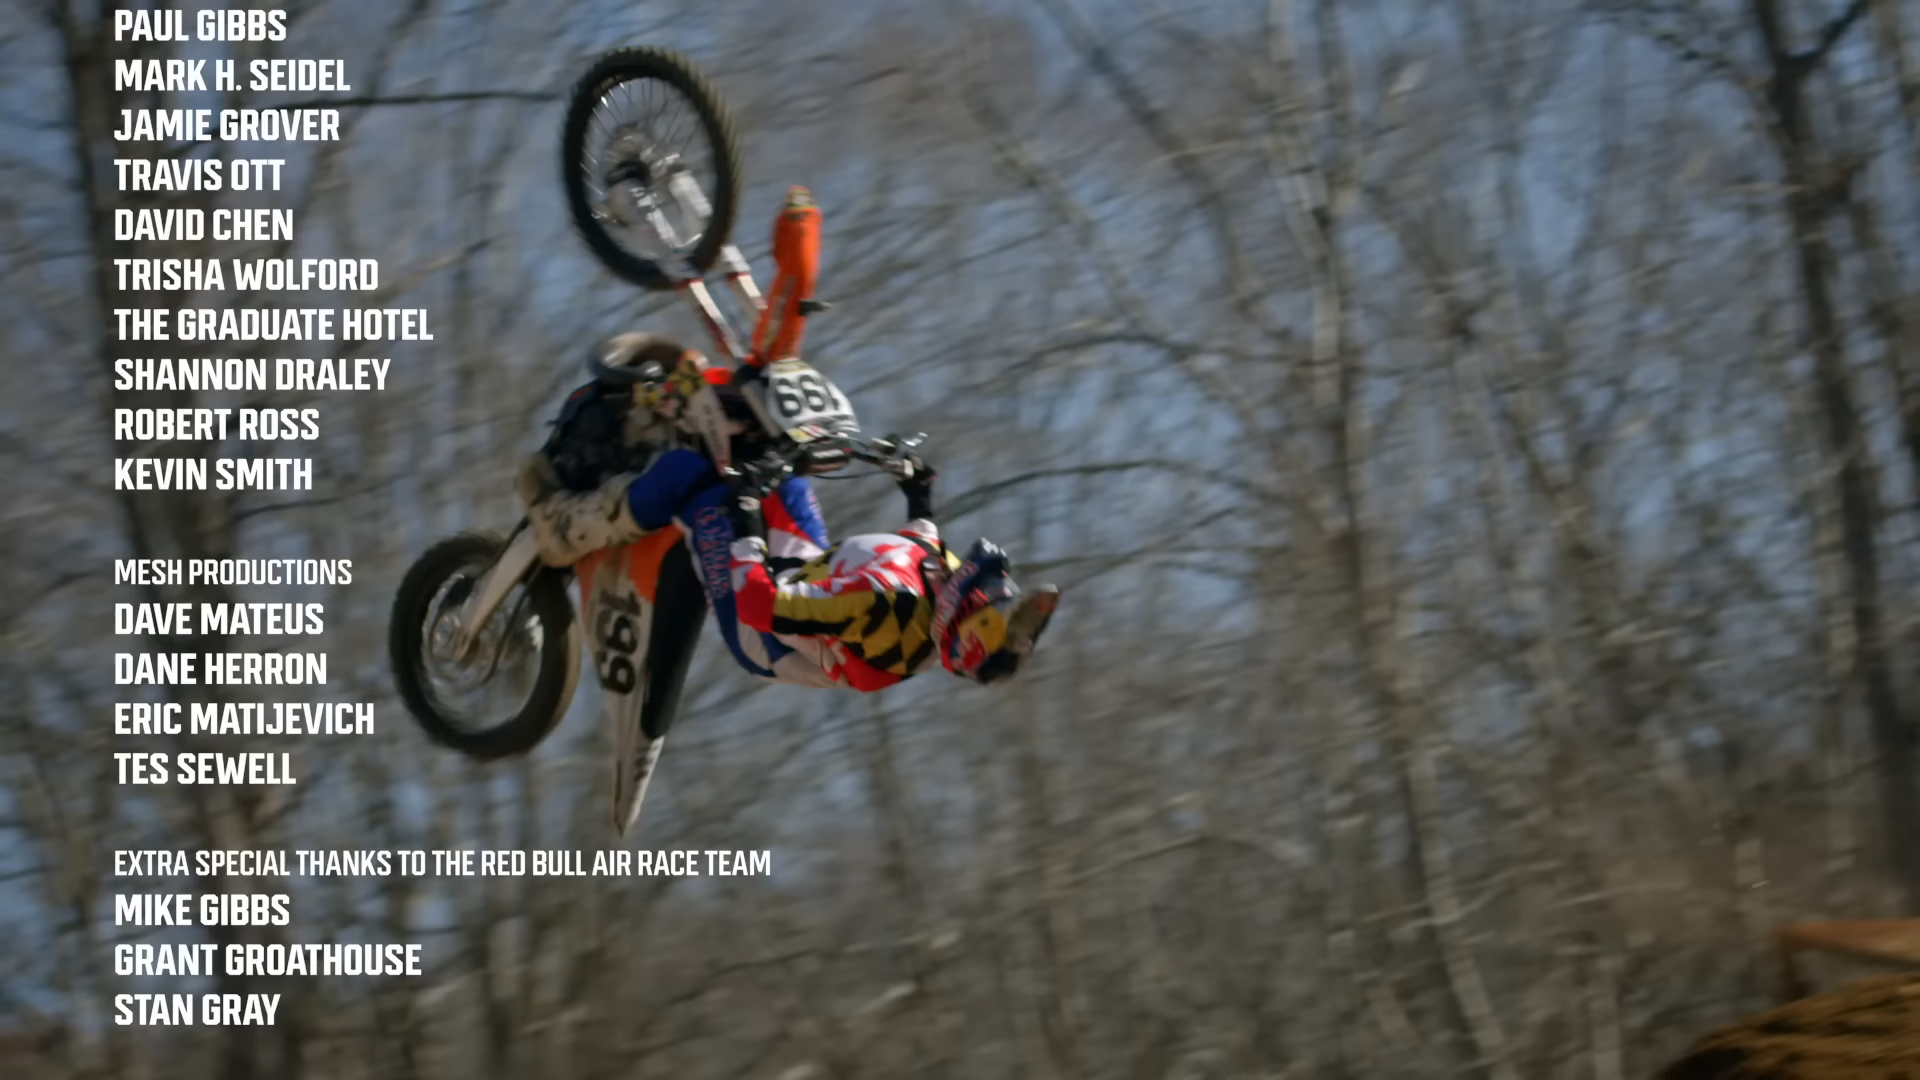 PAUL GIBBS
MARK H. SEIDEL
JAMIE GROVER
TRAVIS OTT
DAVID CHEN
TRISHA WOLFORD
THE GRADUATE HOTEL
SHANNON DRALEY
ROBERT ROSS
KEVIN SMITH
MESH PRODUCTIONS
DAVE MATEUS
DANE HERRON
ERIC MATIJEVICH
TES SEWELL
EXTRA SPECIAL THANKS TO THE RED BULL AIR RACE TEAM
MIKE GIBBS
GRANT GROATHOUSE
STAN GRAY
199
199